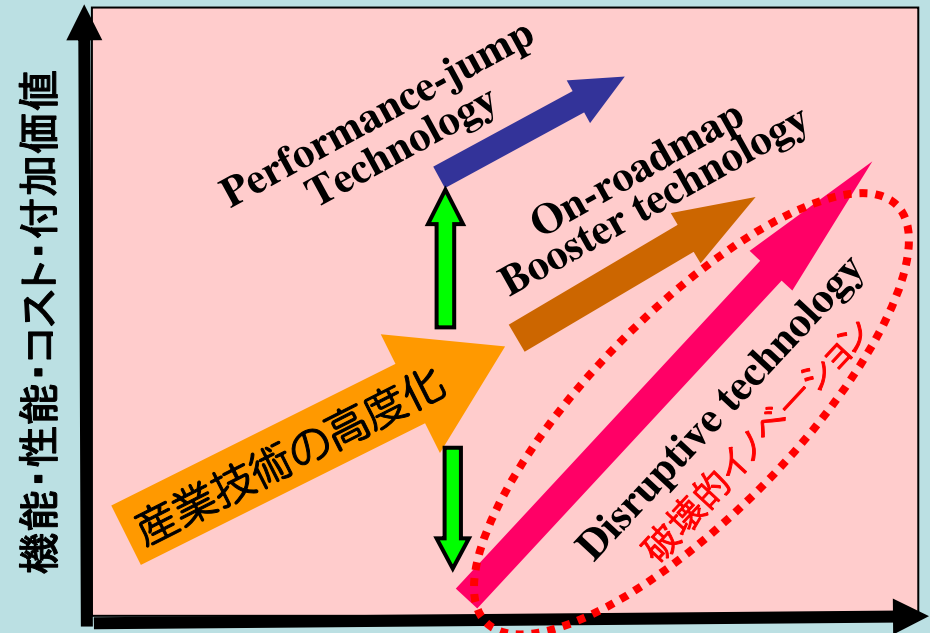 機能・性能・コスト・付加価値
Performance-jump
Technology
On-roadmap
Booster technology
産業技術の高度化
Disruptive technology
破壊的イノベーション